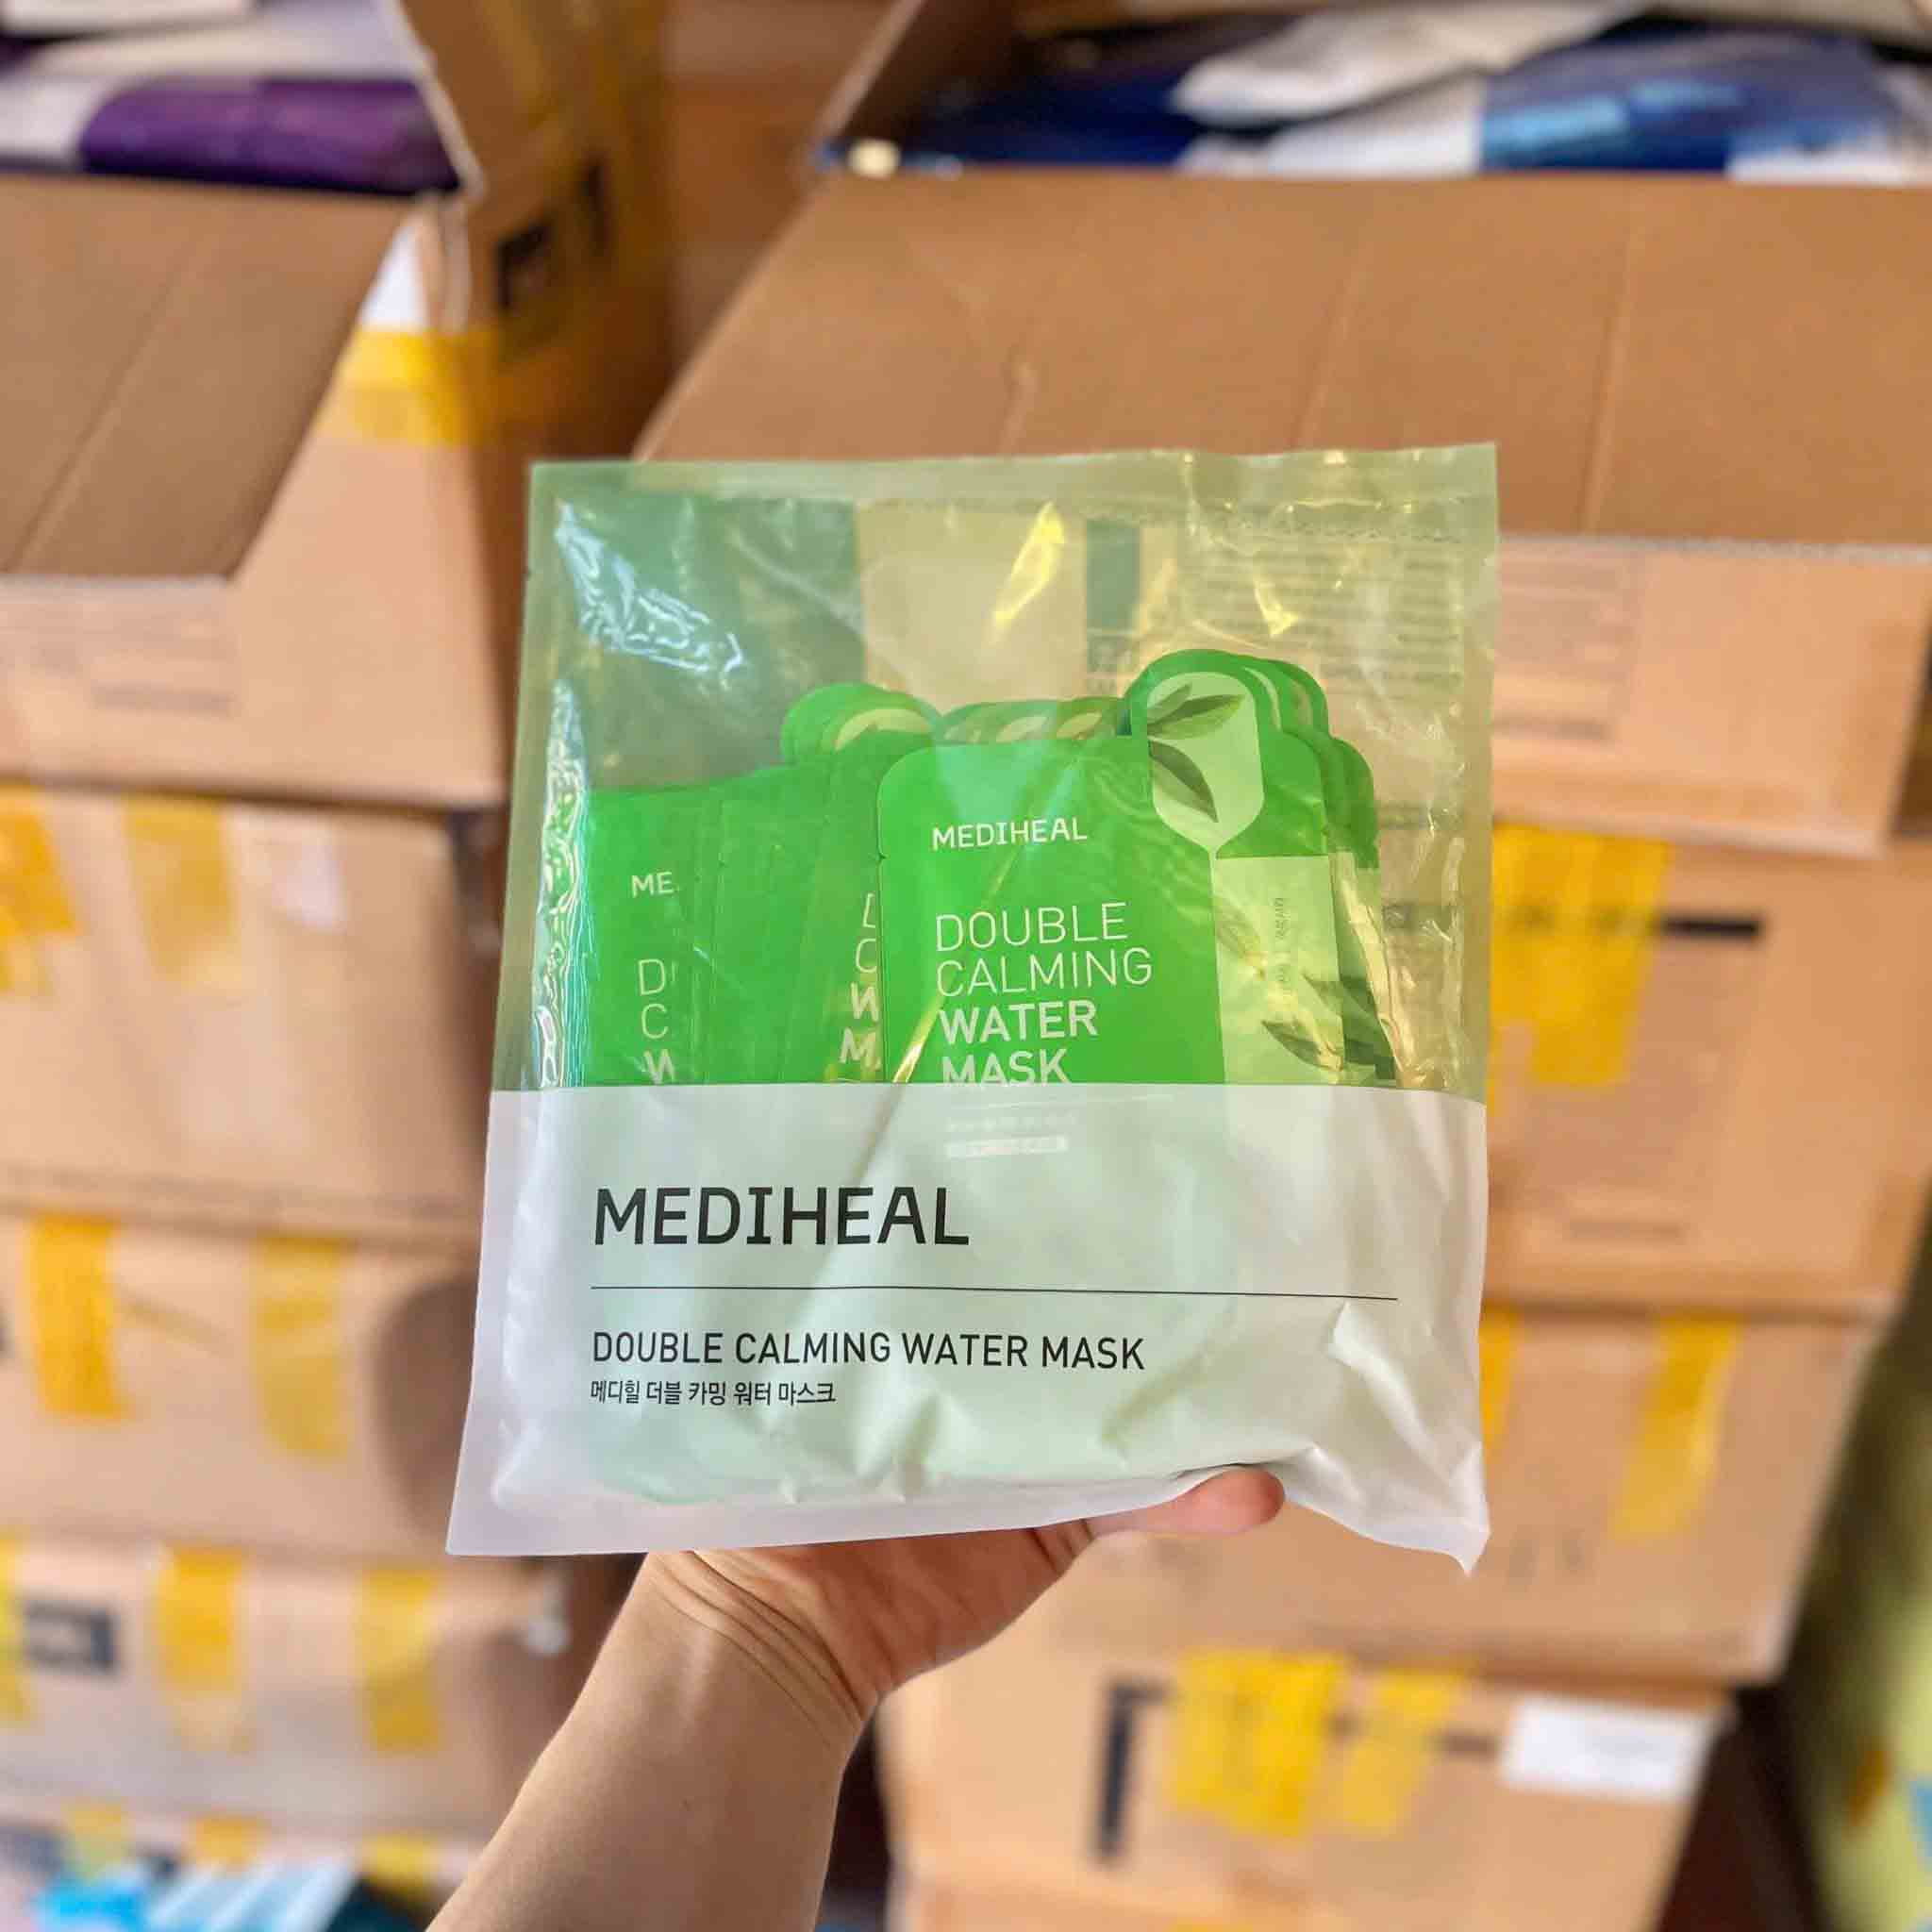 MEDIHEAL
DOUBLE
CALMING
WATER
MASK
ME
D
C
W
MEDIHEAL
DOUBLE CALMING WATER MASK
메디힐 더블 카밍 워터 마스크